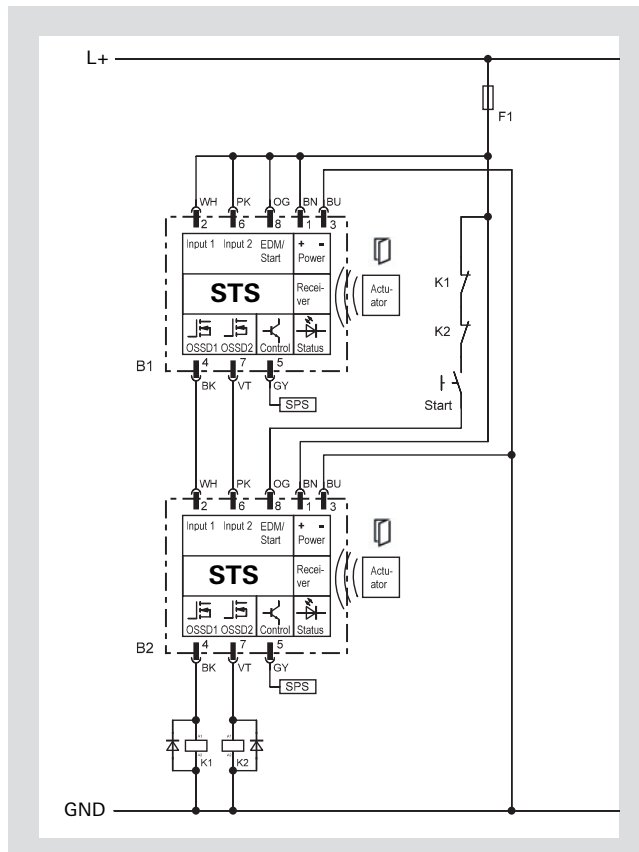 L+
F1
WH PK OG BN BU
2 6 8 1 3
Input 1 Input 2 EDM/ + -
Start Power
STS Recei-
ver
Actu-
ator
K1
K2
Start
OSSD1 OSSD2 Control Status
B1
4 7 5
BK VT GY
SPS
WH PK OG BN BU
2 6 8 1 3
Input 1 Input 2 EDM/ + -
Start Power
STS Recei-
ver
Actu-
ator
OSSD1 OSSD2 Control Status
B2
4 7 5
BK VT GY
SPS
K1 K2
GND